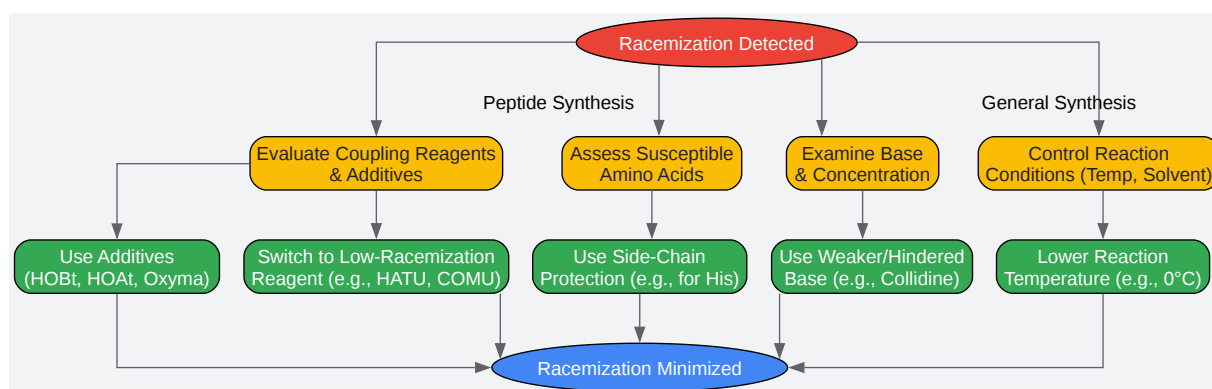 Racemization Detected
Peptide Synthesis
General Synthesis
Evaluate Coupling Reagents
& Additives
Assess Susceptible
Amino Acids
Examine Base
& Concentration
Control Reaction
Conditions (Temp, Solvent)
Use Additives
(HOBt, HOAt, Oxyma)
Switch to Low-Racemization
Reagent (e.g., HATU, COMU)
Use Side-Chain
Protection (e.g., for His)
Use Weaker/Hindered
Base (e.g., Collidine)
Lower Reaction
Temperature (e.g., 0°C)
Racemization Minimized